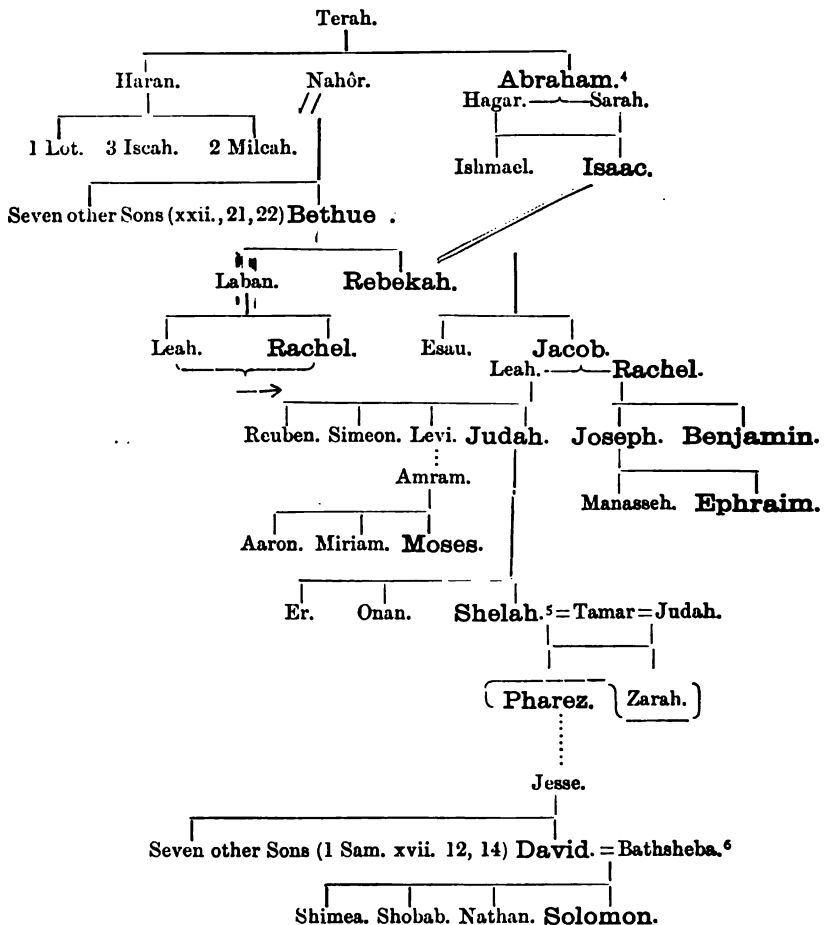 Terah.
Haran. Nahôr. Abraham.⁴
Hagar. Sarah.
1 Lot. 3 Iscah. 2 Milcah. Ishmael. Isaac.
Seven other Sons (xxii., 21, 22) Bethue .
Laban. Rebekah.
Leah. Rachel. Esau. Jacob.
Leah. Rachel.
Reuben. Simeon. Levi. Judah. Joseph. Benjamin.
Amram.
Manasseh. Ephraim.
Aaron. Miriam. Moses.
Er. Onan. Shelah.⁵ = Tamar = Judah.
Pharez. Zarah.
Jesse.
Seven other Sons (1 Sam. xvii. 12, 14) David. = Bathsheba.⁶
Shimea. Shobab. Nathan. Solomon.